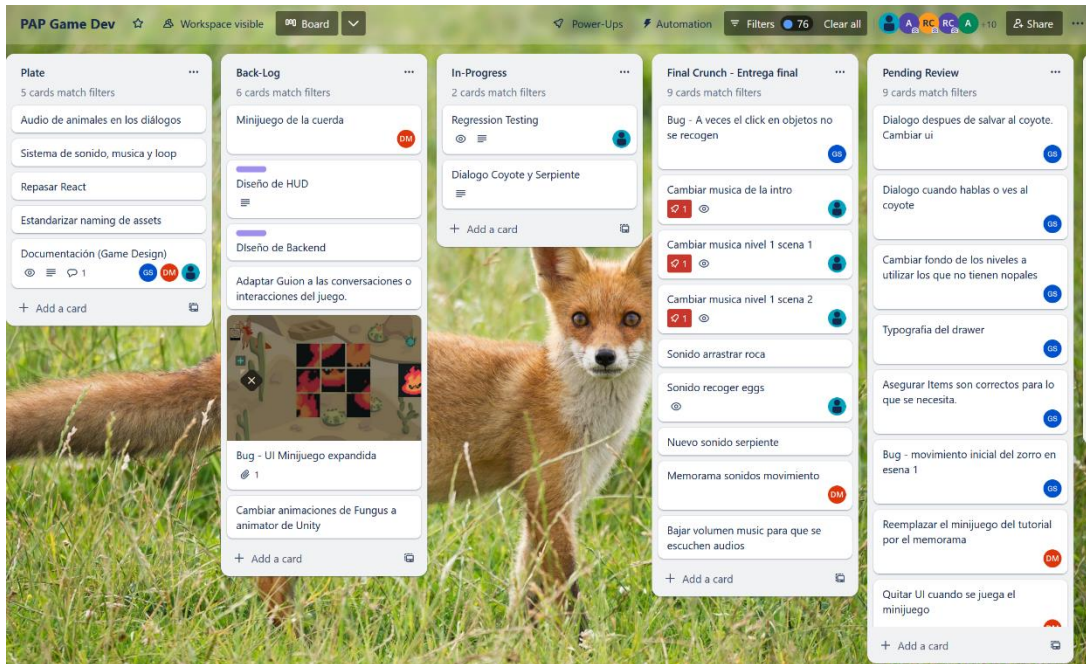 PAP Game Dev
Workspace visible
Board
Power-Ups
Automation
Filters
76
Clear all
A
RC
RC
A
+10
Share
Plate
5 cards match filters
Audio de animales en los diálogos
Sistema de sonido, musica y loop
Repasar React
Estandarizar naming de assets
Documentación (Game Design)
1
GS
DM
Add a card
Back-Log
6 cards match filters
Minijuego de la cuerda
DM
Diseño de HUD
DIseño de Backend
Adaptar Guion a las conversaciones o
interacciones del juego.
Bug - UI Minijuego expandida
1
Cambiar animaciones de Fungus a
animator de Unity
Add a card
In-Progress
2 cards match filters
Regression Testing
Dialogo Coyote y Serpiente
Add a card
Final Crunch - Entrega final
9 cards match filters
Bug - A veces el click en objetos no
se recogen
GS
Cambiar musica de la intro
1
Cambiar musica nivel 1 scena 1
1
Cambiar musica nivel 1 scena 2
1
Sonido arrastrar roca
Sonido recoger eggs
Nuevo sonido serpiente
Memorama sonidos movimiento
DM
Bajar volumen music para que se
escuchen audios
Add a card
Pending Review
9 cards match filters
Dialogo despues de salvar al coyote.
Cambiar ui
GS
Dialogo cuando hablas o ves al
coyote
GS
Cambiar fondo de los niveles a
utilizar los que no tienen nopales
GS
Typografia del drawer
GS
Asegurar Items son correctos para lo
que se necesita.
GS
Bug - movimiento inicial del zorro en
esena 1
GS
Reemplazar el minijuego del tutorial
por el memorama
DM
Quitar UI cuando se juega el
minijuego
Add a card